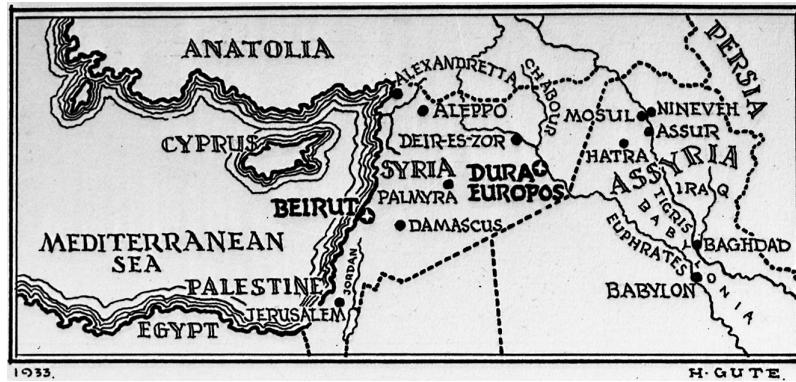 ANATOLIA
ALEXANDRETTA
CHABOUR
PERSIA
ALEPPO
MOSUL
NINEVEH
ASSUR
CYPRUS
DEIR-ES-ZOR
HATRA
ASSYRIA
SYRIA
DURA
EUROPOS
PALMYRA
IRAQ
BEIRUT
TIGRIS
DAMASCUS
BABYLONIA
EUPHRATES
MEDITERRANEAN
SEA
BAGHDAD
JORDAN
PALESTINE
BABYLON
JERUSALEM
EGYPT
1933.
H·GUTE.